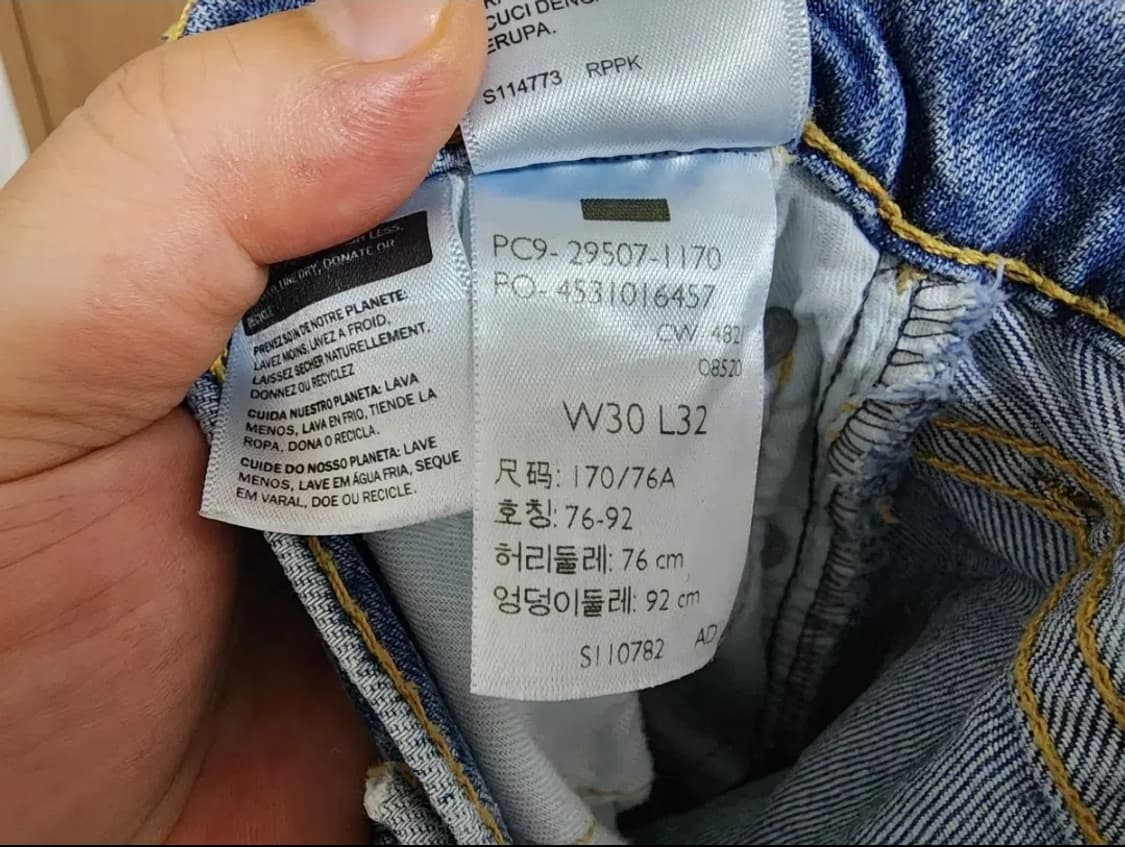 CUCI DENG
ERUPA.
S114773 RPPK
LESS,
LINE DRY, DONATE OR
RECYCLE
PRENEZ SOIN DE NOTRE PLANETE:
LAVEZ MOINS, LAVEZ A FROID,
LAISSEZ SECHER NATURELLEMENT,
DONNEZ OU RECYCLEZ
CUIDA NUESTRO PLANETA: LAVA
MENOS, LAVA EN FRIO, TIENDE LA
ROPA, DONA O RECICLA.
CUIDE DO NOSSO PLANETA: LAVE
MENOS, LAVE EM ÁGUA FRIA, SEQUE
EM VARAL, DOE OU RECICLE.
PC9- 29507-1170
PO- 4531016457
CW 482
08520
W30 L32
尺码: 170/76A
호칭: 76-92
허리둘레: 76 cm
엉덩이둘레: 92 cm
S110782 AD